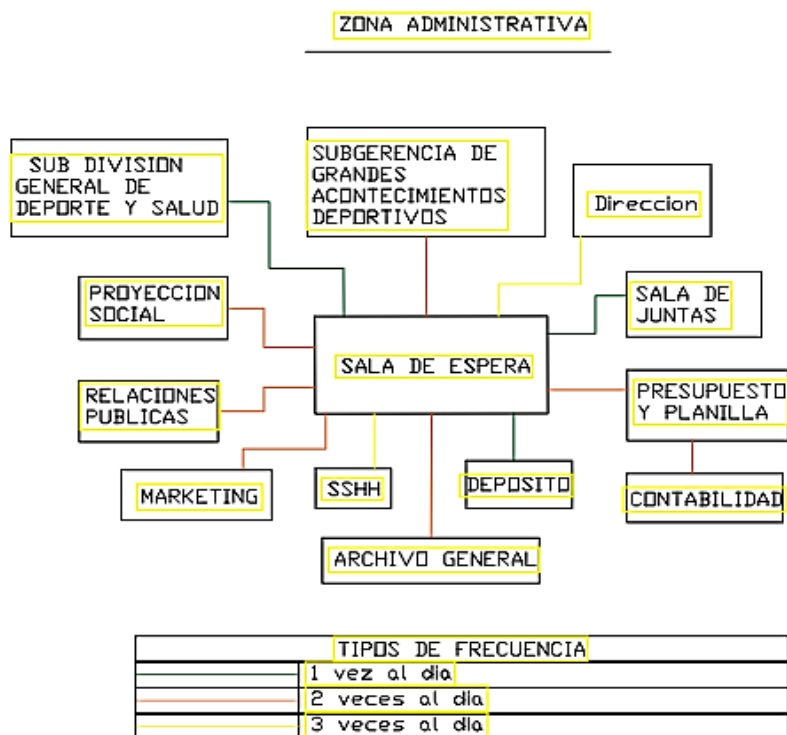 ZONA ADMINISTRATIVA
SUB DIVISION
GENERAL DE
DEPORTE Y SALUD
SUBGERENCIA DE
GRANDES
ACONTECIMIENTOS
DEPORTIVOS
Direccion
PROYECCION
SOCIAL
SALA DE
JUNTAS
SALA DE ESPERA
RELACIONES
PUBLICAS
PRESUPUESTO
Y PLANILLA
MARKETING
SSHH
DEPOSITO
CONTABILIDAD
ARCHIVO GENERAL
TIPOS DE FRECUENCIA
1 vez al dia
2 veces al dia
3 veces al dia